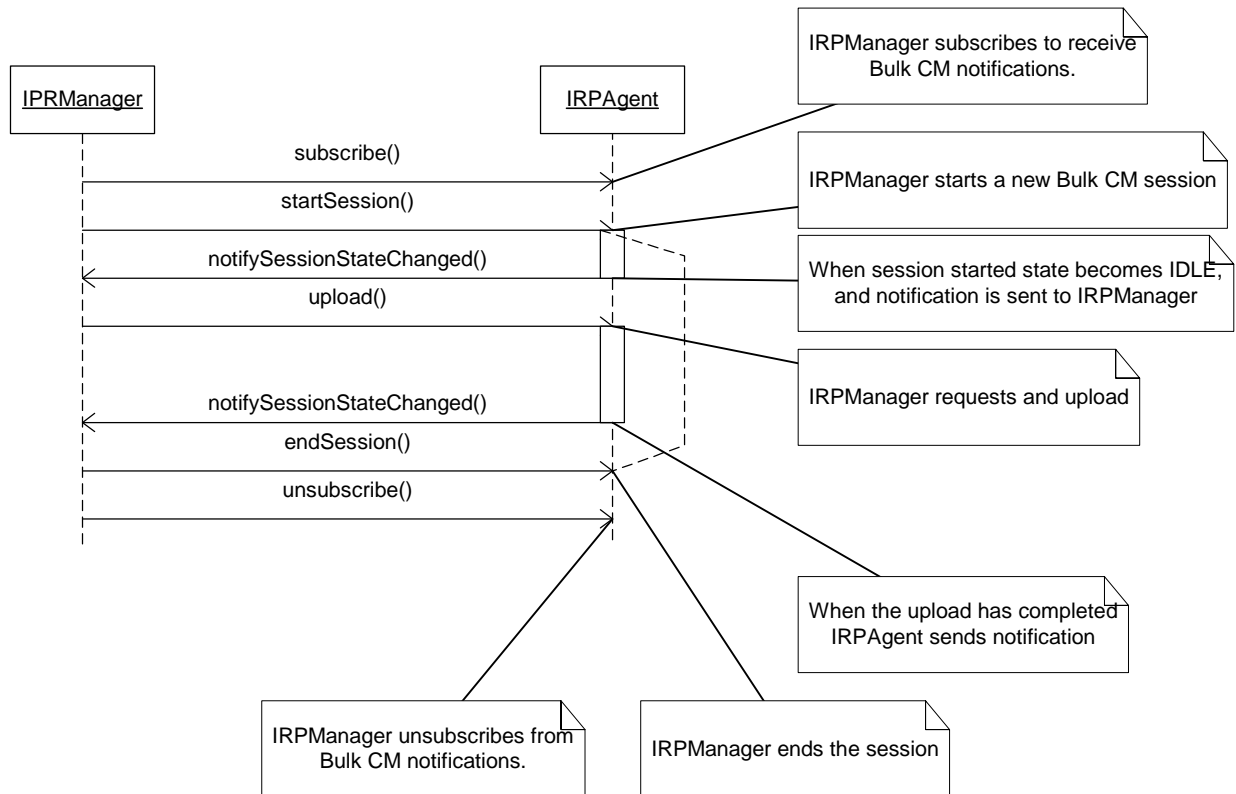 IRPManager subscribes to receive
Bulk CM notifications.
IPRManager
IRPAgent
subscribe()
IRPManager starts a new Bulk CM session
startSession()
notifySessionStateChanged()
When session started state becomes IDLE,
and notification is sent to IRPManager
upload()
IRPManager requests and upload
notifySessionStateChanged()
endSession()
unsubscribe()
When the upload has completed
IRPAgent sends notification
IRPManager unsubscribes from
Bulk CM notifications.
IRPManager ends the session